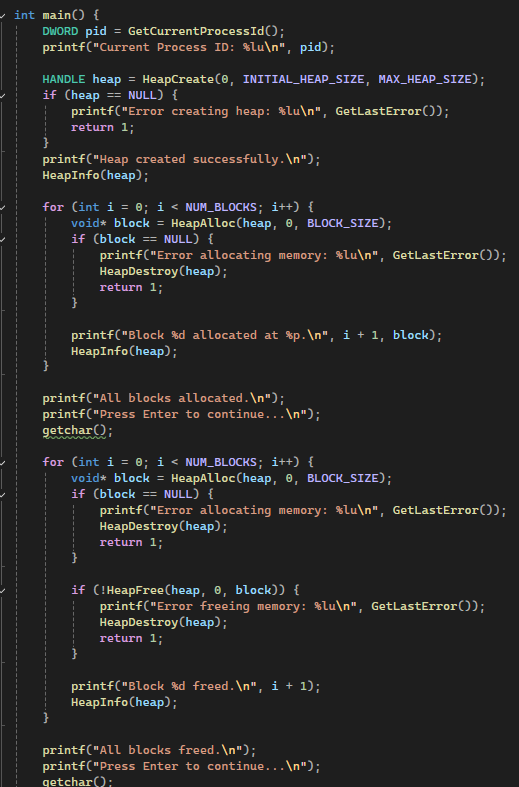 int main() {
DWORD pid = GetCurrentProcessId();
printf("Current Process ID: %lu\n", pid);
HANDLE heap = HeapCreate(0, INITIAL_HEAP_SIZE, MAX_HEAP_SIZE);
if (heap == NULL) {
printf("Error creating heap: %lu\n", GetLastError());
return 1;
}
printf("Heap created successfully.\n");
HeapInfo(heap);
for (int i = 0; i < NUM_BLOCKS; i++) {
void* block = HeapAlloc(heap, 0, BLOCK_SIZE);
if (block == NULL) {
printf("Error allocating memory: %lu\n", GetLastError());
HeapDestroy(heap);
return 1;
}
printf("Block %d allocated at %p.\n", i + 1, block);
HeapInfo(heap);
}
printf("All blocks allocated.\n");
printf("Press Enter to continue...\n");
getchar();
for (int i = 0; i < NUM_BLOCKS; i++) {
void* block = HeapAlloc(heap, 0, BLOCK_SIZE);
if (block == NULL) {
printf("Error allocating memory: %lu\n", GetLastError());
HeapDestroy(heap);
return 1;
}
if (!HeapFree(heap, 0, block)) {
printf("Error freeing memory: %lu\n", GetLastError());
HeapDestroy(heap);
return 1;
}
printf("Block %d freed.\n", i + 1);
HeapInfo(heap);
}
printf("All blocks freed.\n");
printf("Press Enter to continue...\n");
getchar();